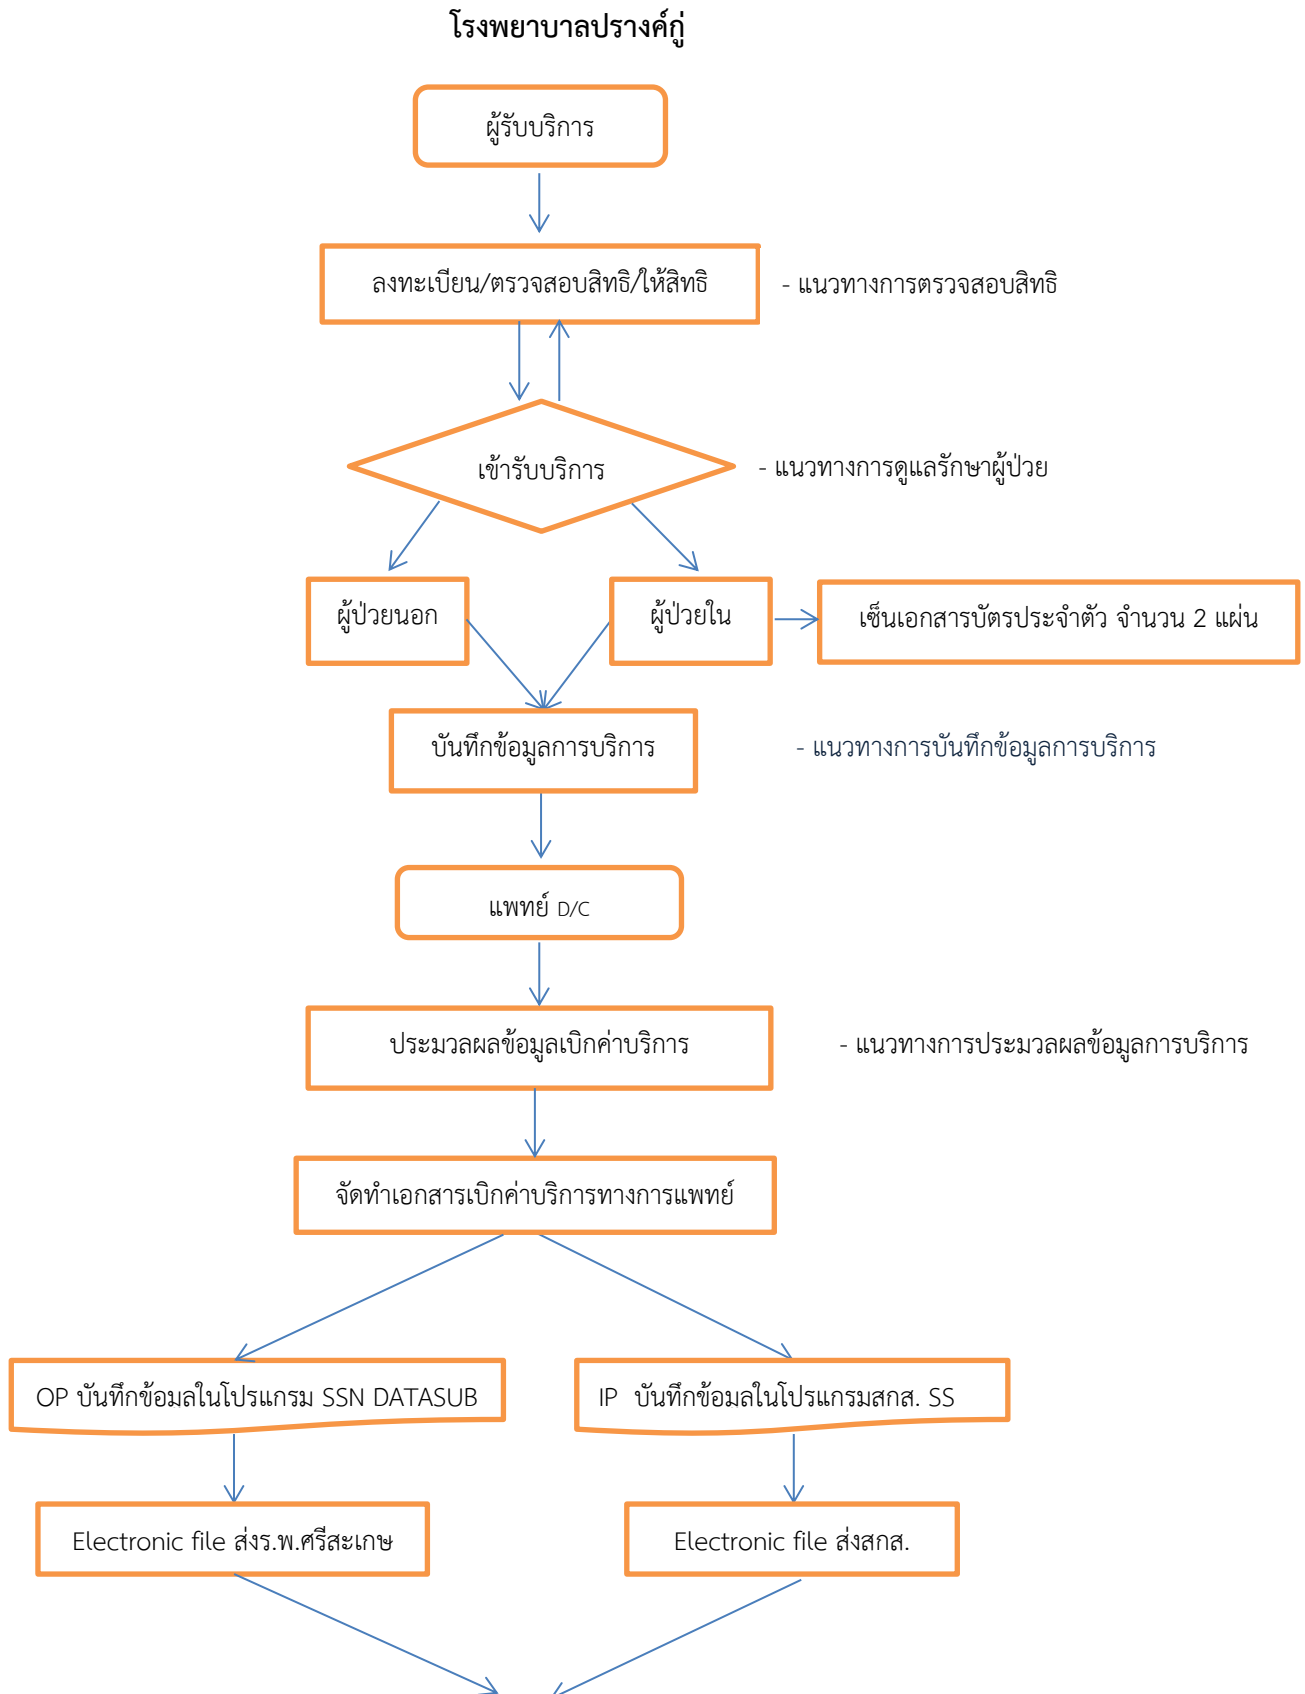 โรงพยาบาลปรางค์กู่
ผู้รับบริการ
ลงทะเบียน/ตรวจสอบสิทธิ/ให้สิทธิ
- แนวทางการตรวจสอบสิทธิ
เข้ารับบริการ
- แนวทางการดูแลรักษาผู้ป่วย
ผู้ป่วยนอก
ผู้ป่วยใน
เซ็นเอกสารบัตรประจำตัว จำนวน 2 แผ่น
บันทึกข้อมูลการบริการ
- แนวทางการบันทึกข้อมูลการบริการ
แพทย์ D/C
ประมวลผลข้อมูลเบิกค่าบริการ
- แนวทางการประมวลผลข้อมูลการบริการ
จัดทำเอกสารเบิกค่าบริการทางการแพทย์
OP บันทึกข้อมลในโปรแกรม SSN DATASUB
IP บันทึกข้อมลในโปรแกรมสกส. SS
Electronic file ส่งร.พ.ศรีสะเกษ
Electronic file ส่งสกส.